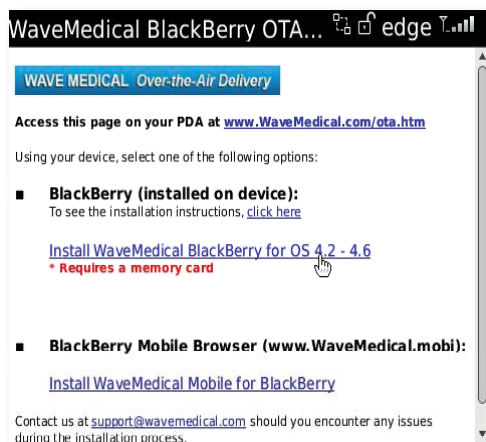 WaveMedical BlackBerry OTA... edge
WAVE MEDICAL Over-the-Air Delivery
Access this page on your PDA at www.WaveMedical.com/ota.htm
Using your device, select one of the following options:
■ BlackBerry (installed on device):
To see the installation instructions, click here
Install WaveMedical BlackBerry for OS 4.2 - 4.6
* Requires a memory card
■ BlackBerry Mobile Browser (www.WaveMedical.mobi):
Install WaveMedical Mobile for BlackBerry
Contact us at support@wavemedical.com should you encounter any issues
during the installation process.